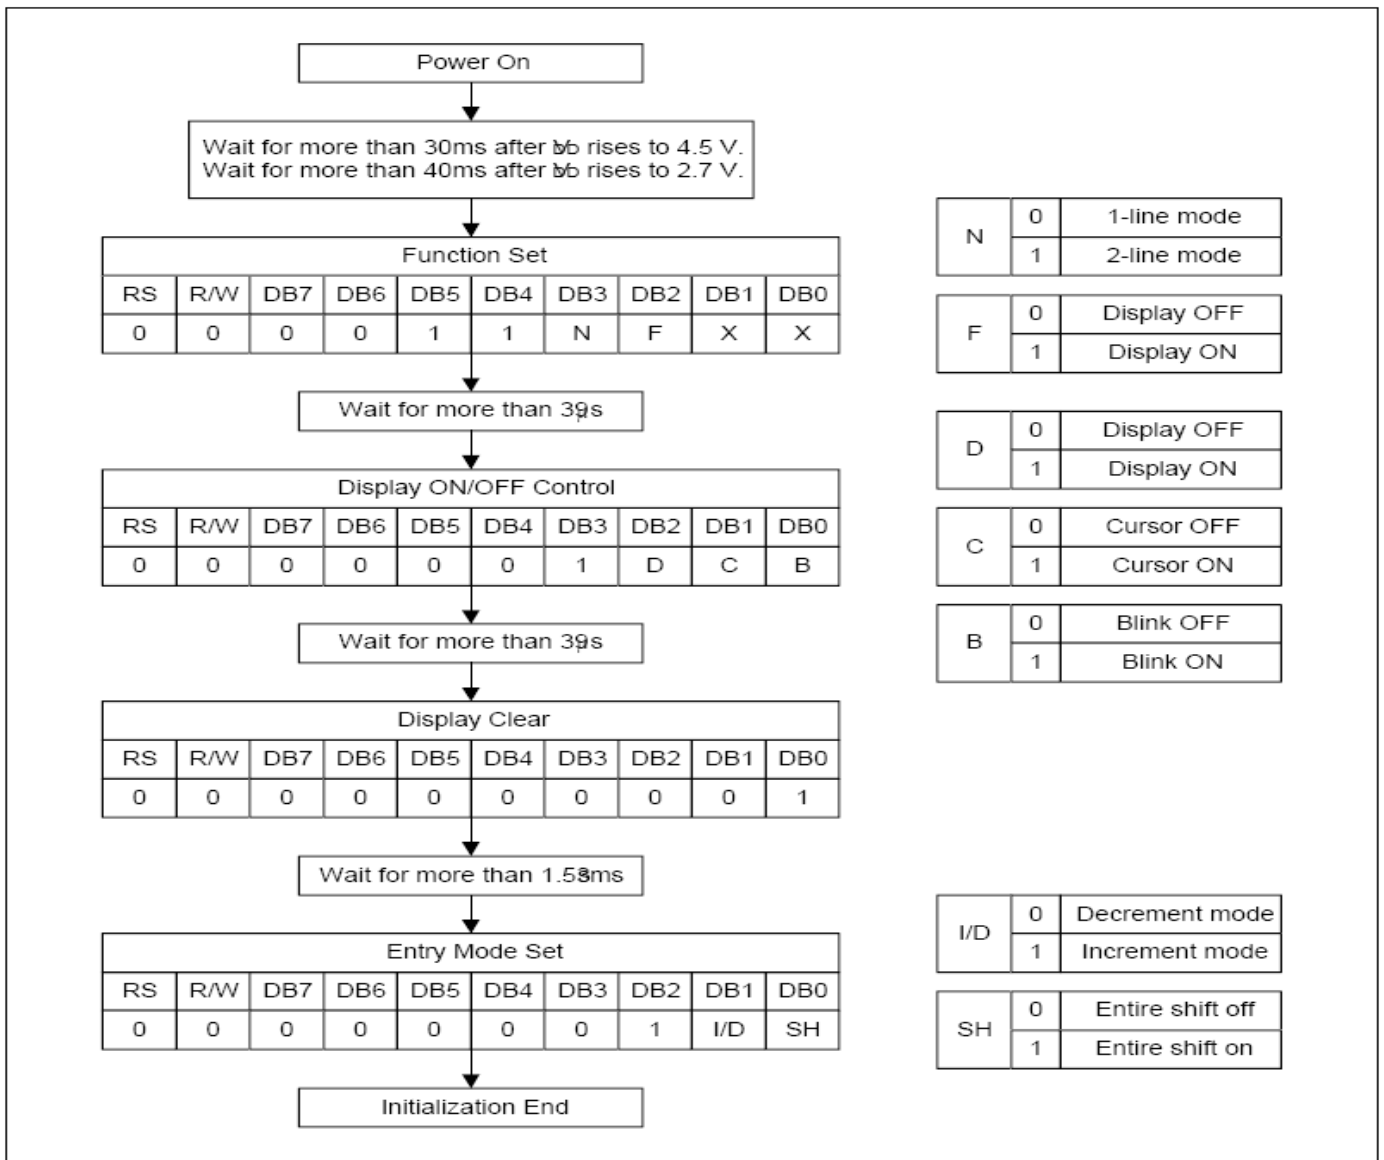 Power On
Wait for more than 30ms after VDD rises to 4.5 V.
Wait for more than 40ms after VDD rises to 2.7 V.
Function Set
RS R/W DB7 DB6 DB5 DB4 DB3 DB2 DB1 DB0
0 0 0 0 1 1 N F X X
Wait for more than 39μs
Display ON/OFF Control
RS R/W DB7 DB6 DB5 DB4 DB3 DB2 DB1 DB0
0 0 0 0 0 0 1 D C B
Wait for more than 39μs
Display Clear
RS R/W DB7 DB6 DB5 DB4 DB3 DB2 DB1 DB0
0 0 0 0 0 0 0 0 0 1
Wait for more than 1.53ms
Entry Mode Set
RS R/W DB7 DB6 DB5 DB4 DB3 DB2 DB1 DB0
0 0 0 0 0 0 0 1 I/D SH
Initialization End
N
0 1-line mode
1 2-line mode
F
0 Display OFF
1 Display ON
D
0 Display OFF
1 Display ON
C
0 Cursor OFF
1 Cursor ON
B
0 Blink OFF
1 Blink ON
I/D
0 Decrement mode
1 Increment mode
SH
0 Entire shift off
1 Entire shift on